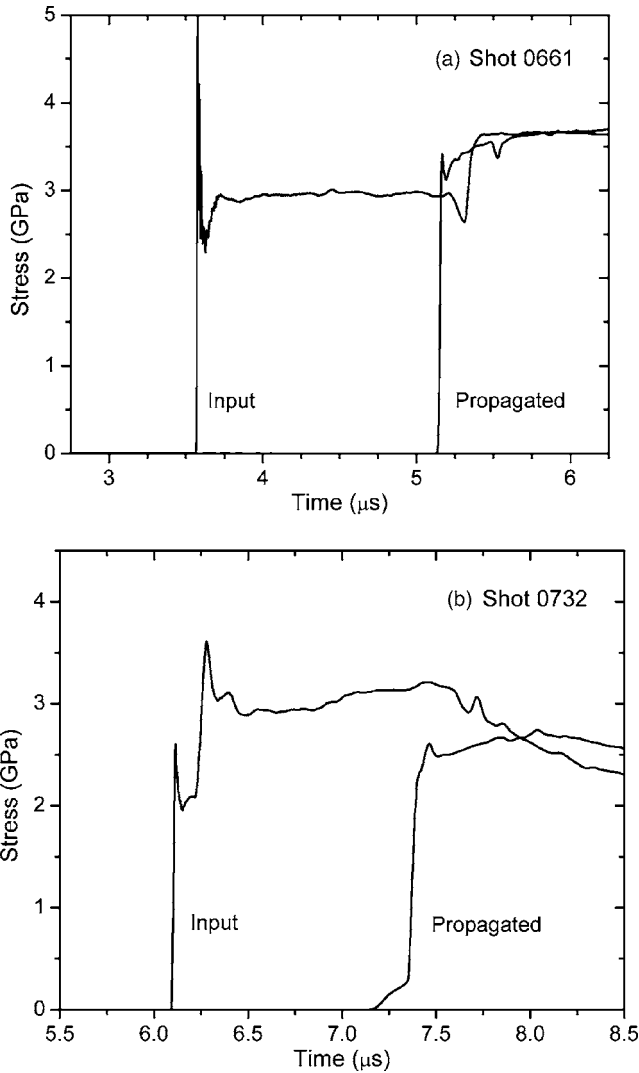 (a) Shot 0661
5
4
3
2
1
0
Stress (GPa)
Input
Propagated
3
4
5
6
Time (μs)
(b) Shot 0732
4
3
2
1
0
Stress (GPa)
Input
Propagated
5.5
6.0
6.5
7.0
7.5
8.0
8.5
Time (μs)